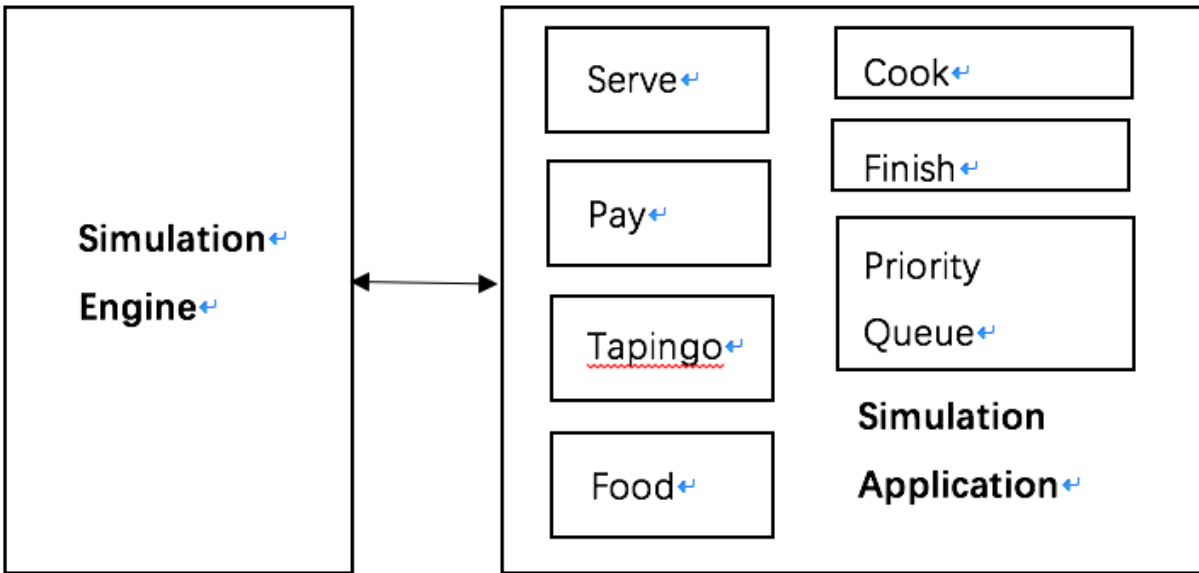 Simulation
Engine
Serve
Pay
Tapingo
Food
Cook
Finish
Priority
Queue
Simulation
Application